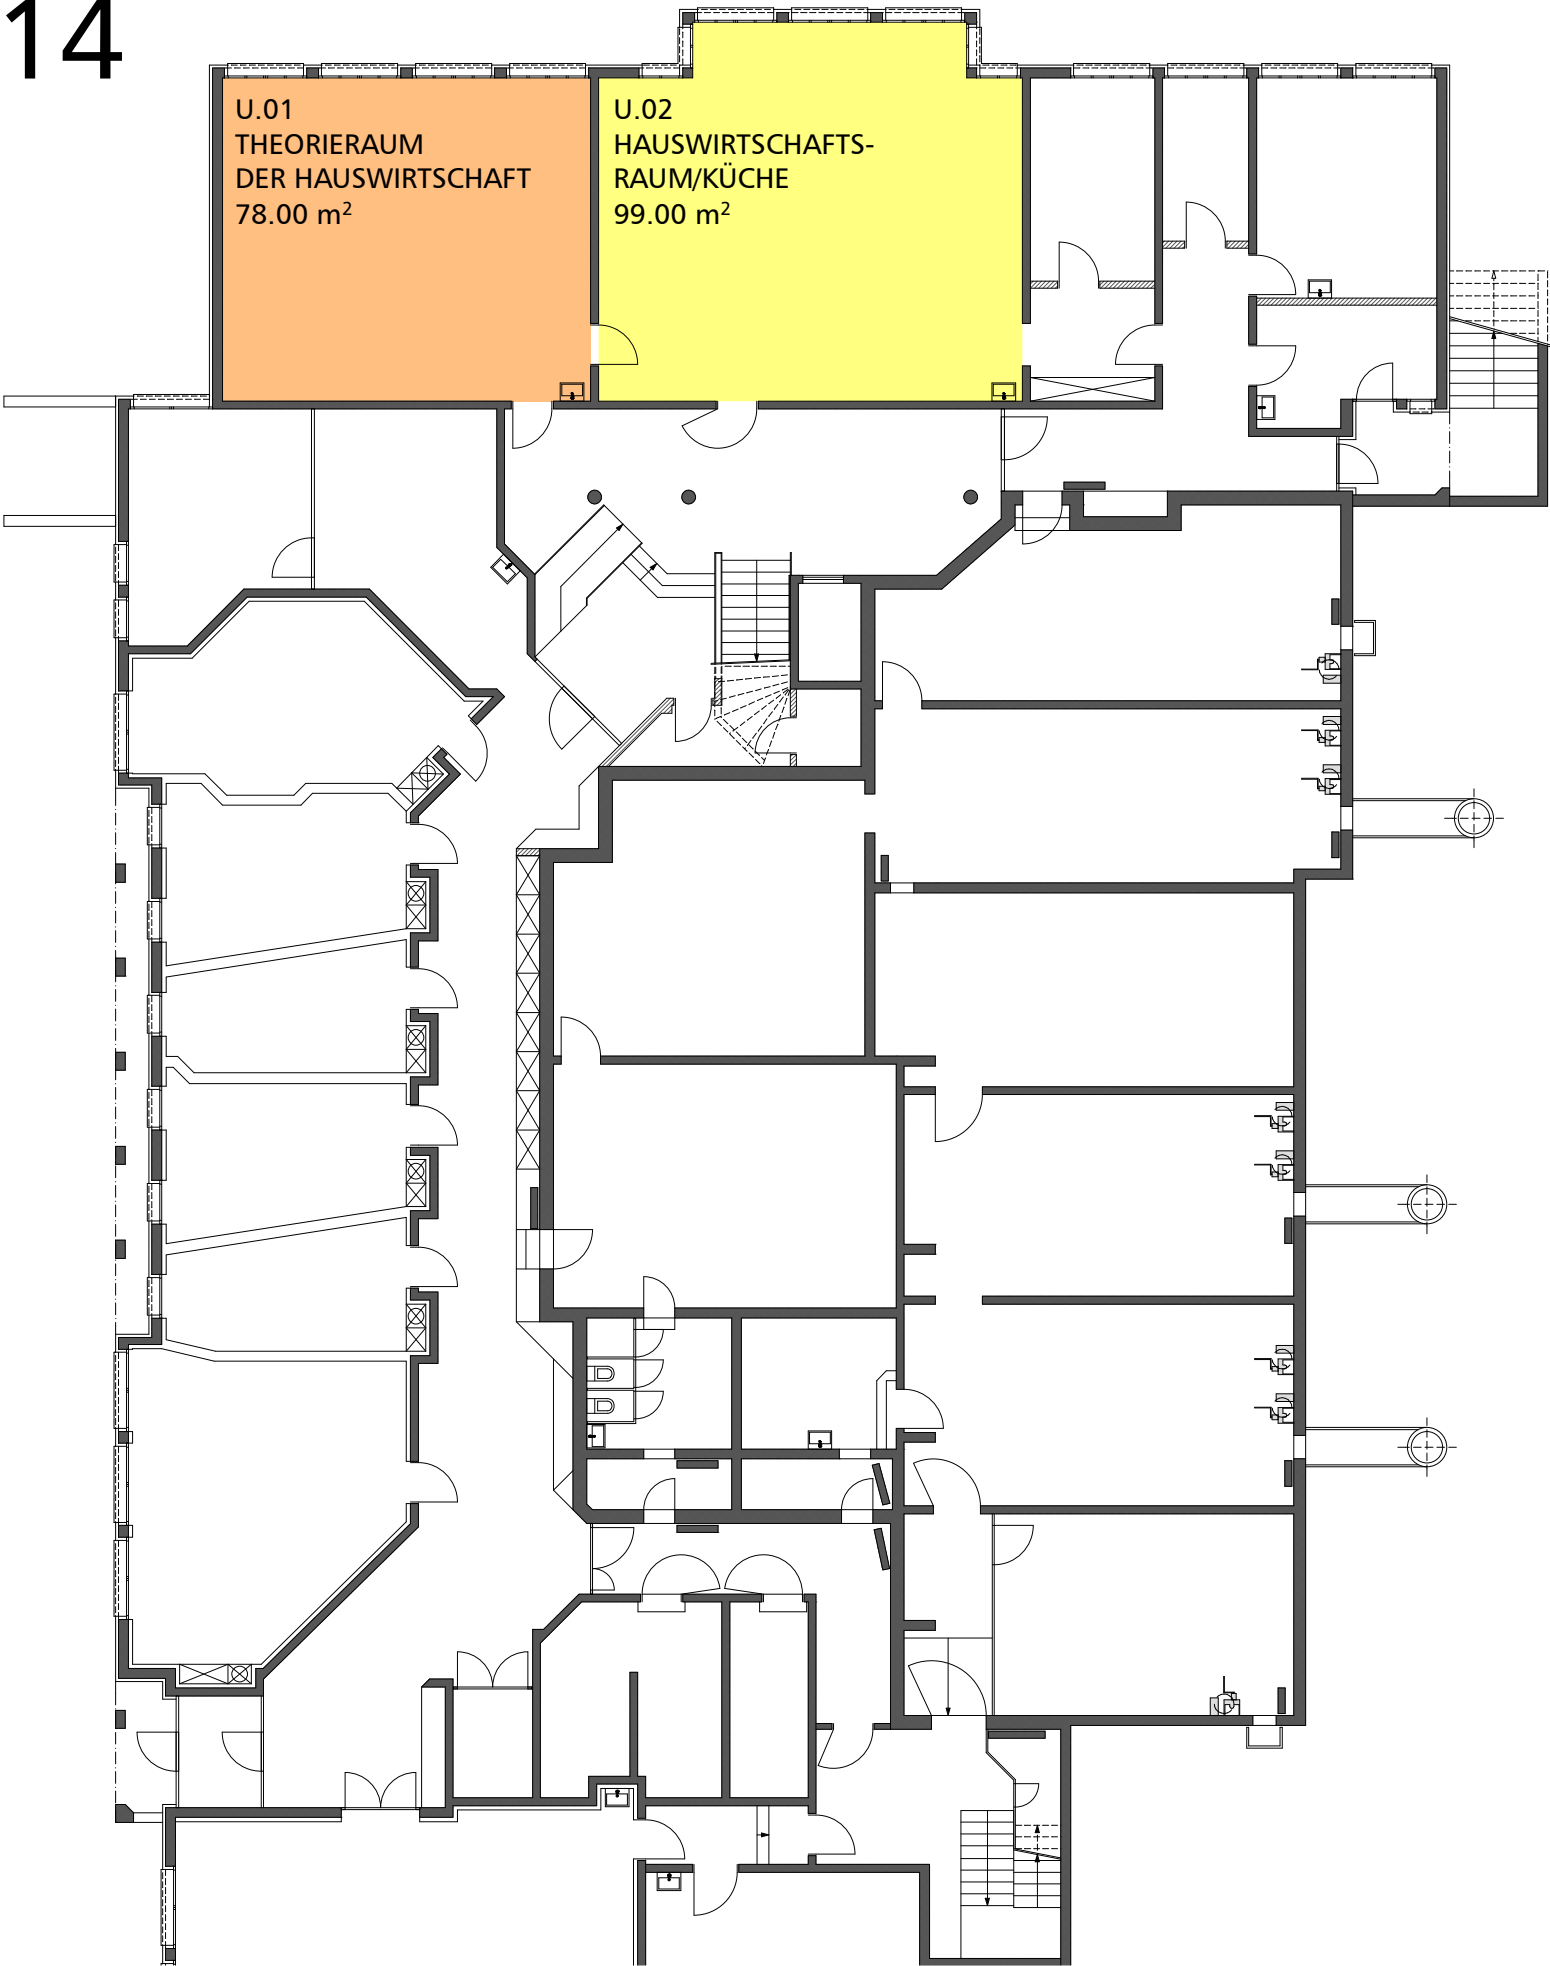 14
U.01
THEORIERAUM
DER HAUSWIRTSCHAFT
78.00 m²
U.02
HAUSWIRTSCHAFTS-
RAUM/KÜCHE
99.00 m²